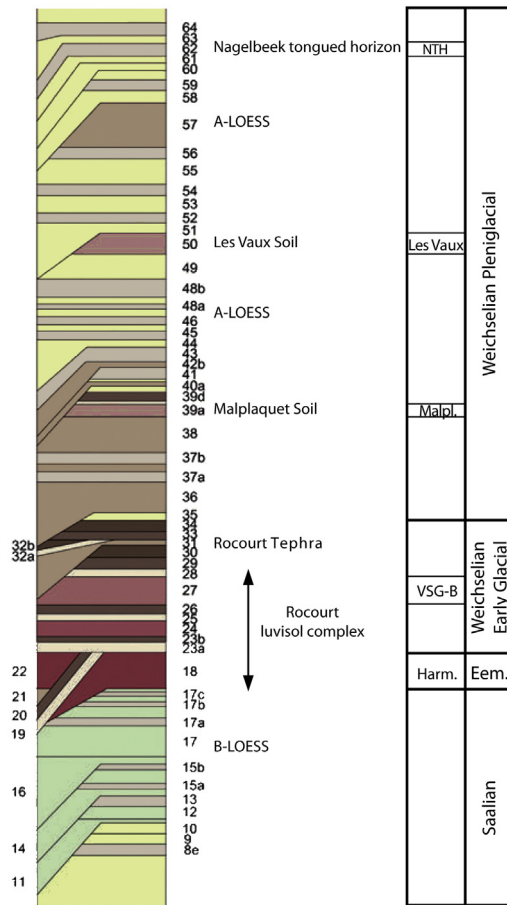 64
63
62
61
60
59
58
57
56
55
54
53
52
51
50
49
48b
48a
46
45
44
43
42b
41
40a
39d
39a
38
37b
37a
36
35
34
33
32b
31
32a
30
29
28
27
26
25
24
23b
23a
22
18
21
17c
20
17b
19
17a
17
15b
16
15a
13
12
14
10
9
8e
11
Nagelbeek tongued horizon
A-LOESS
Les Vaux Soil
A-LOESS
Malplaquet Soil
Rocourt Tephra
Rocourt
luvisol complex
B-LOESS
NTH
Les Vaux
Malpl.
VSG-B
Harm.
Weichselian Pleniglacial
Weichselian
Early Glacial
Eem.
Saalian